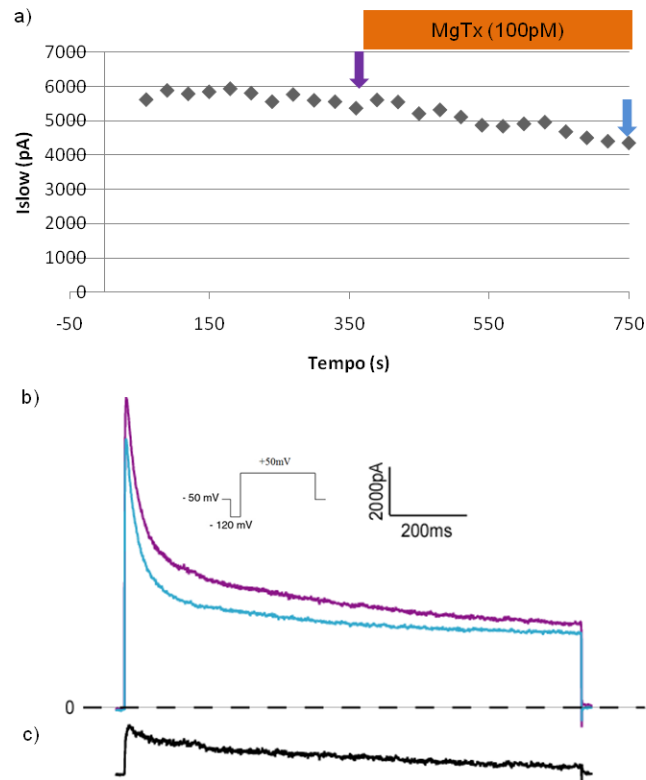 a)
MgTx (100pM)
7000
6000
5000
4000
3000
2000
1000
0
Islow (pA)
-50 150 350 550 750
Tempo (s)
b)
+50mV
- 50 mV
- 120 mV
2000pA
200ms
0
c)